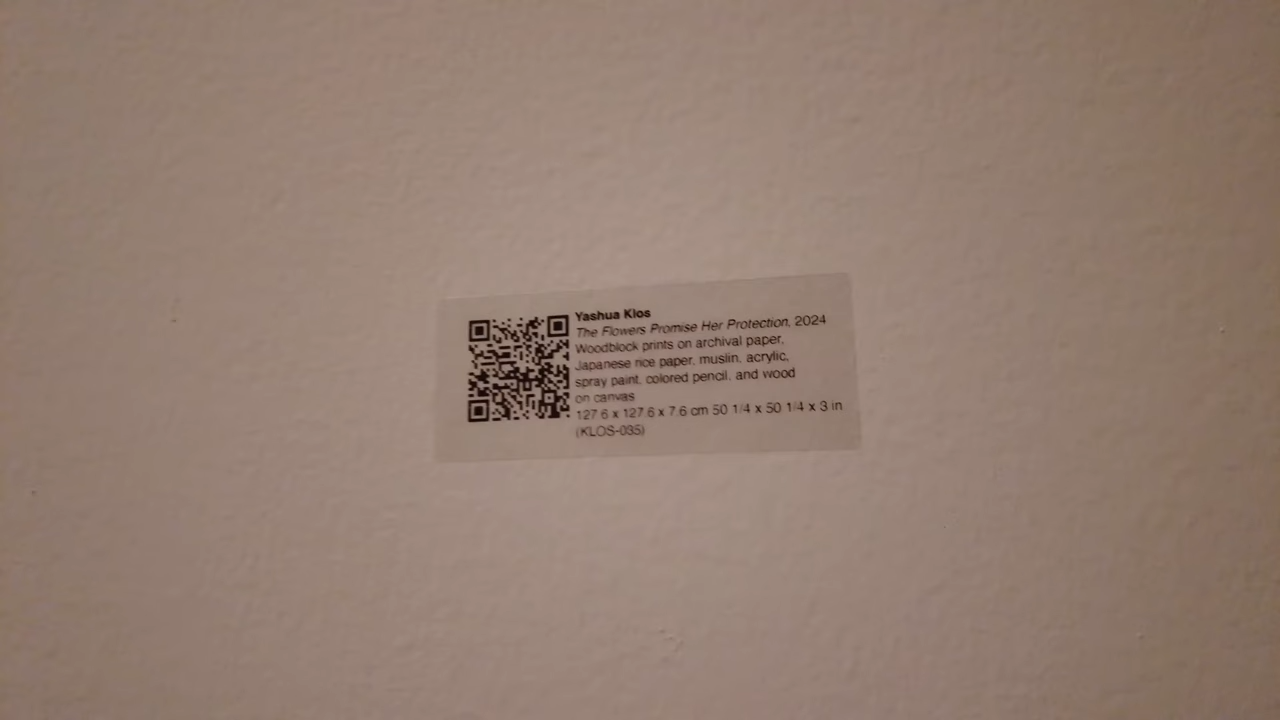 Yashua Klos
The Flowers Promise Her Protection, 2024
Woodblock prints on archival paper,
Japanese rice paper, muslin, acrylic,
spray paint, colored pencil, and wood
on canvas
127.6 x 127.6 x 7.6 cm 50 1/4 x 50 1/4 x 3 in
(KLOS-035)